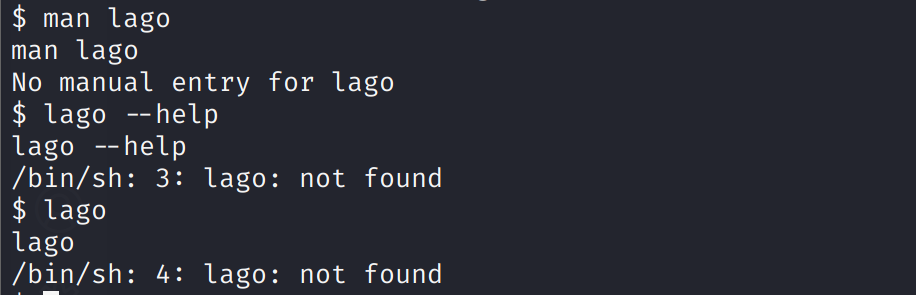 $ man lago
man lago
No manual entry for lago
$ lago --help
lago --help
/bin/sh: 3: lago: not found
$ lago
lago
/bin/sh: 4: lago: not found